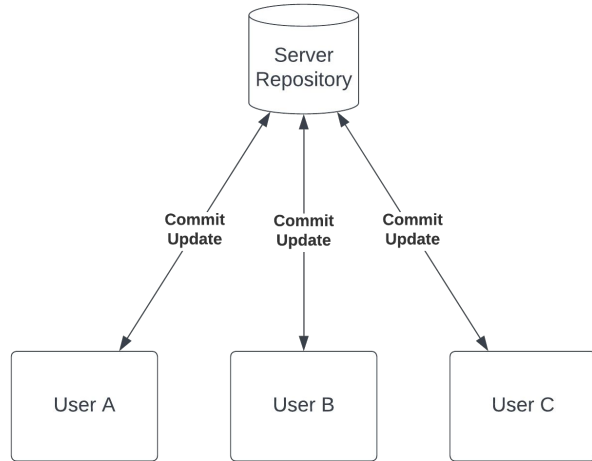 Server
Repository
Commit
Update
Commit
Update
Commit
Update
User A
User B
User C